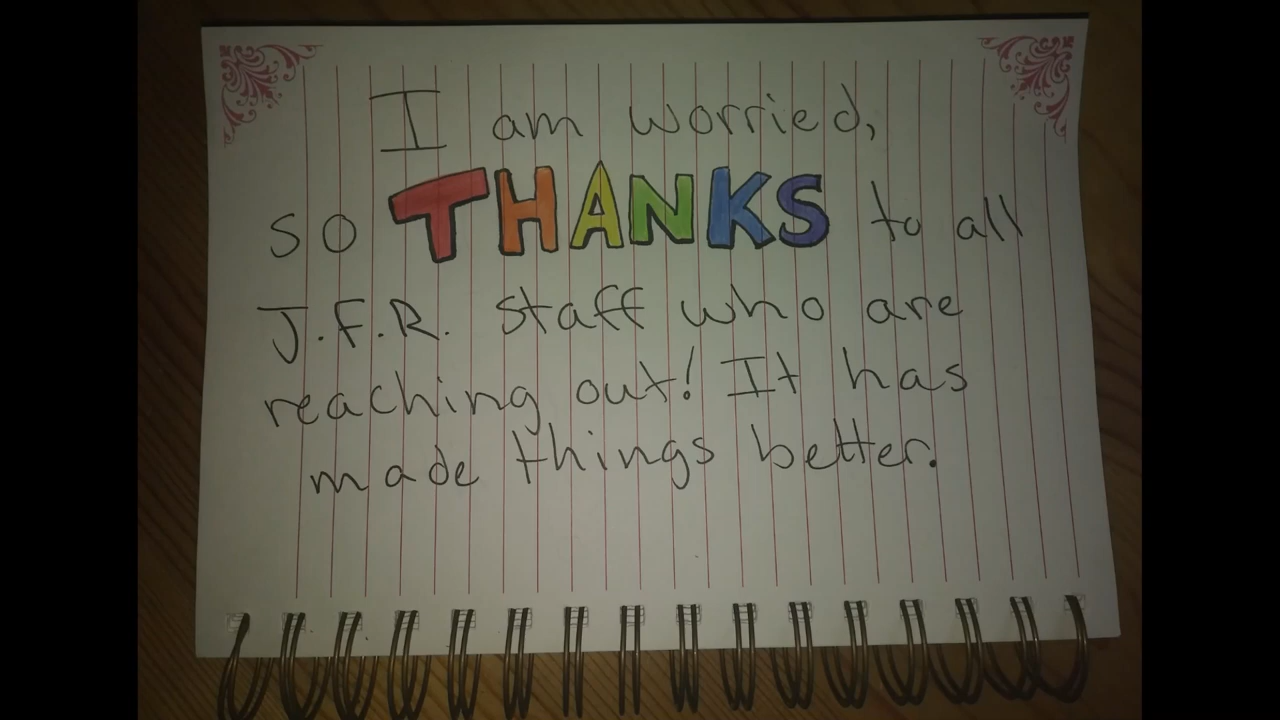 I am worried,
so THANKS to all
J.F.R. staff who are
reaching out! It has
made things better.